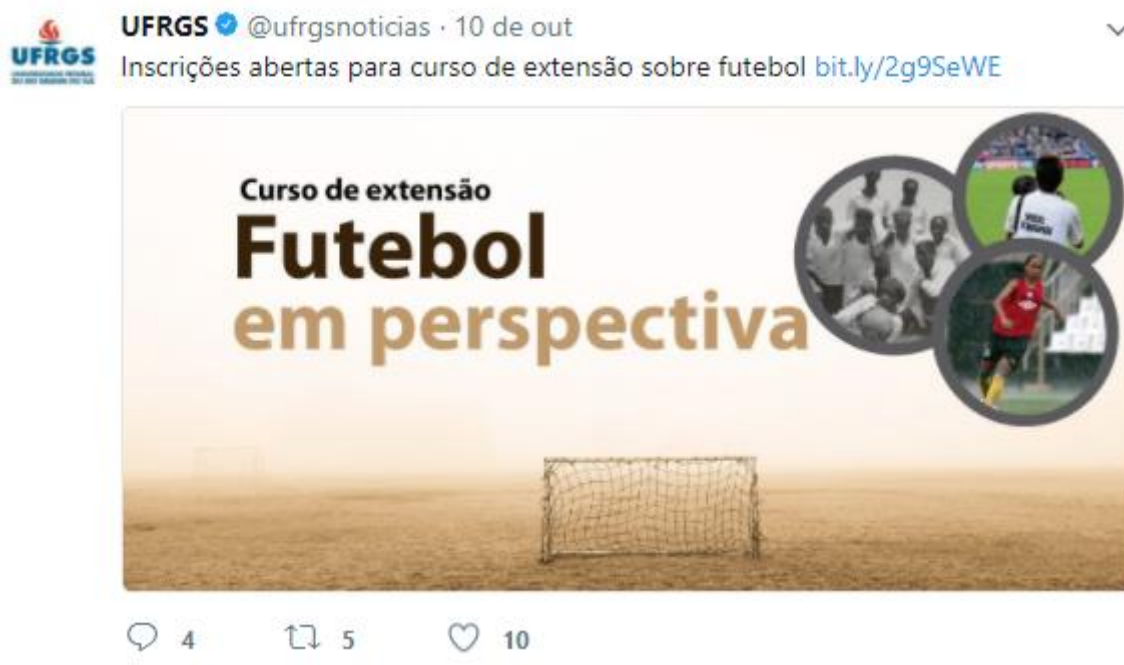 UFRGS @ufrgsnoticias · 10 de out
Inscrições abertas para curso de extensão sobre futebol bit.ly/2g9SeWE
UFRGS
Curso de extensão
Futebol
em perspectiva
4 5 10